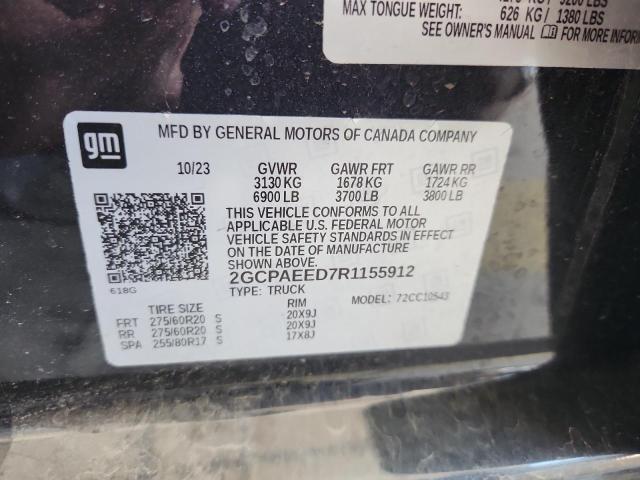 MAX TONGUE WEIGHT: 626 KG / 1380 LBS
SEE OWNER'S MANUAL FOR MORE INFORM
gm
MFD BY GENERAL MOTORS OF CANADA COMPANY
10/23 GVWR GAWR FRT GAWR RR
3130 KG 1678 KG 1724 KG
6900 LB 3700 LB 3800 LB
THIS VEHICLE CONFORMS TO ALL
APPLICABLE U.S. FEDERAL MOTOR
VEHICLE SAFETY STANDARDS IN EFFECT
ON THE DATE OF MANUFACTURE
SHOWN ABOVE.
2GCPAEED7R1155912
618G
TYPE: TRUCK MODEL: 72CC10543
TIRE SIZE RIM
FRT 275/60R20 S 20X9J
RR 275/60R20 S 20X9J
SPA 255/80R17 S 17X8J